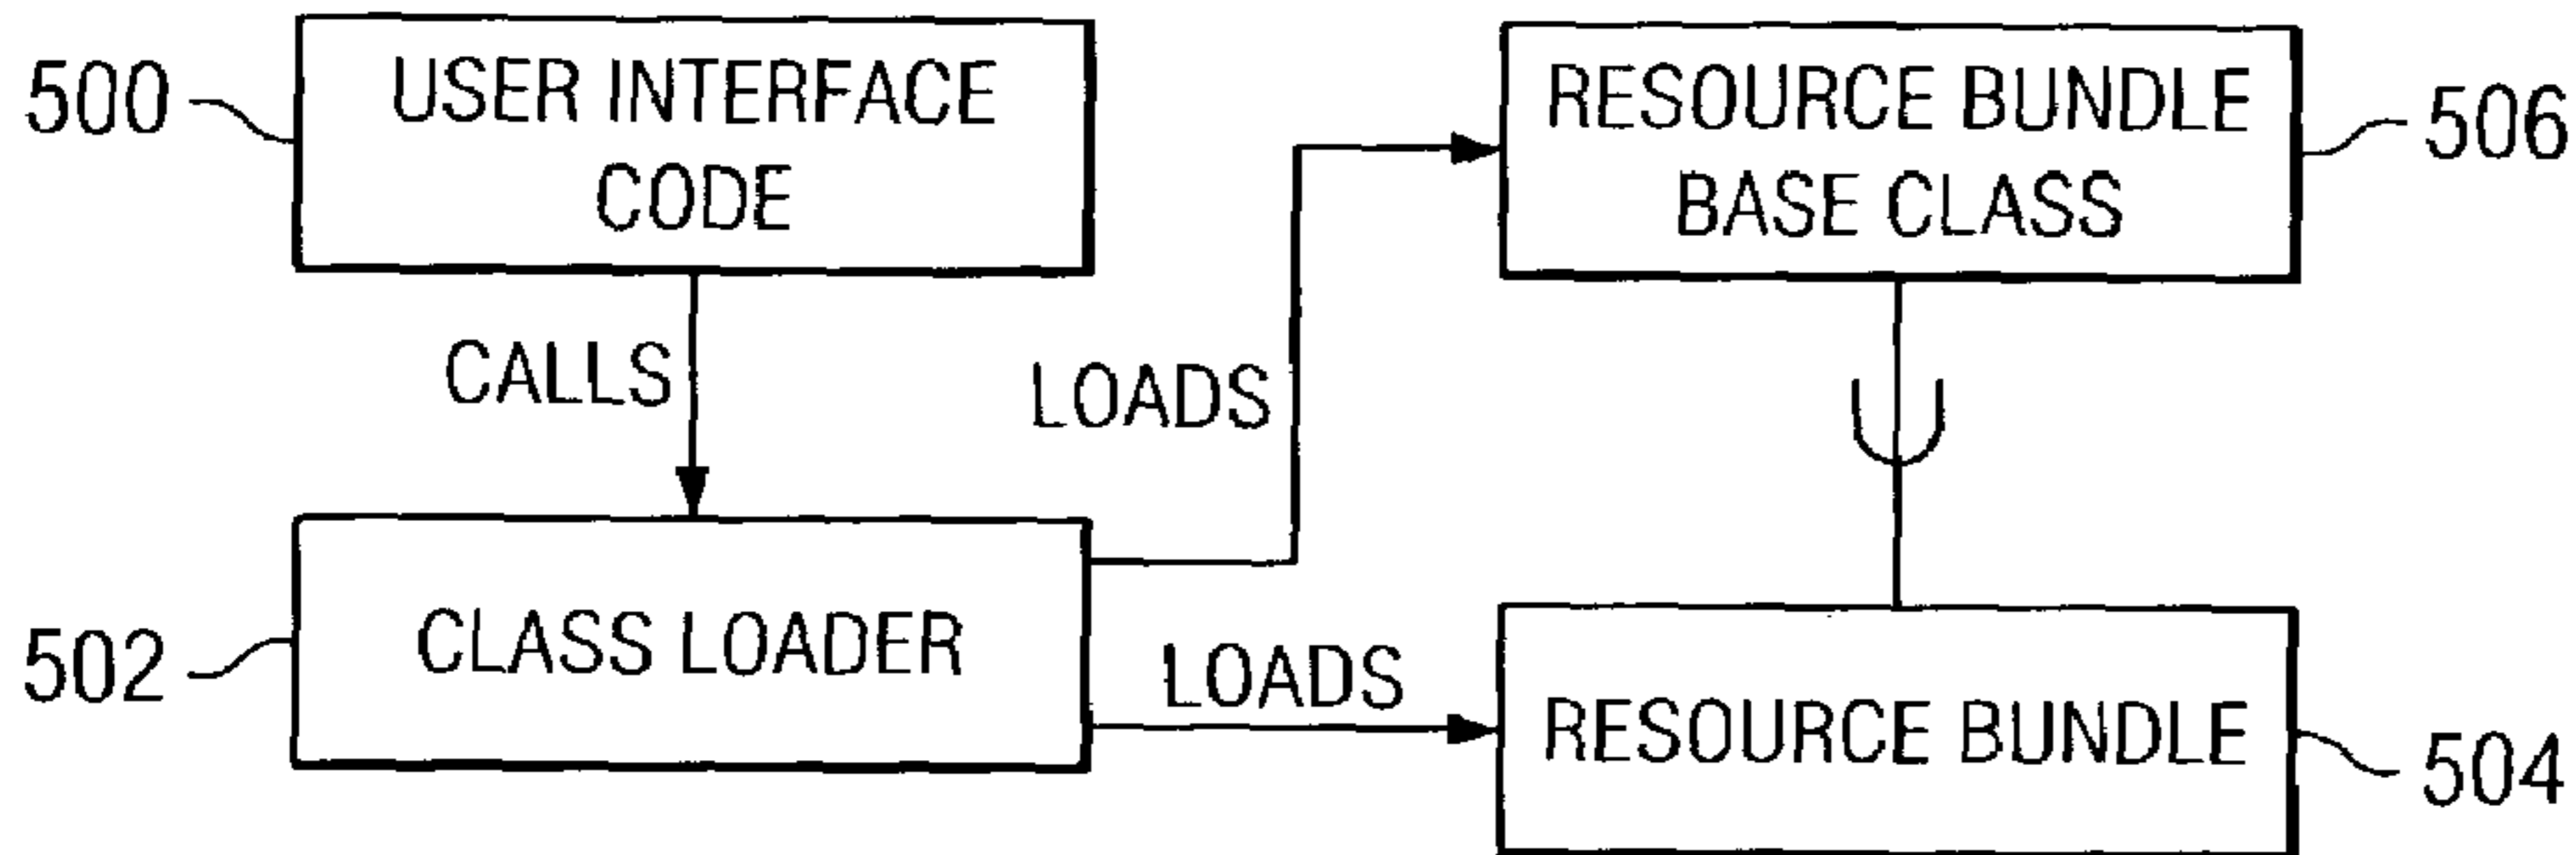 500
USER INTERFACE
CODE
RESOURCE BUNDLE
BASE CLASS
506
CALLS
LOADS
502
CLASS LOADER
LOADS
RESOURCE BUNDLE
504